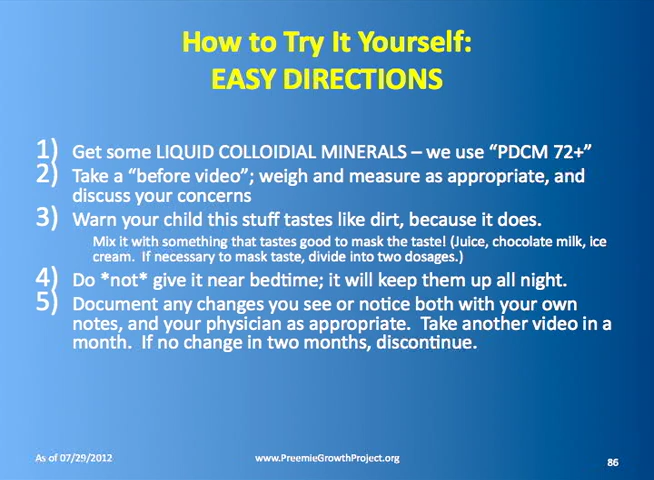 How to Try It Yourself:
EASY DIRECTIONS
1) Get some LIQUID COLLOIDIAL MINERALS – we use “PDCM 72+”
2) Take a “before video”; weigh and measure as appropriate, and
discuss your concerns
3) Warn your child this stuff tastes like dirt, because it does.
Mix it with something that tastes good to mask the taste! (Juice, chocolate milk, ice
cream. If necessary to mask taste, divide into two dosages.)
4) Do *not* give it near bedtime; it will keep them up all night.
5) Document any changes you see or notice both with your own
notes, and your physician as appropriate. Take another video in a
month. If no change in two months, discontinue.
As of 07/29/2012
www.PreemieGrowthProject.org
86